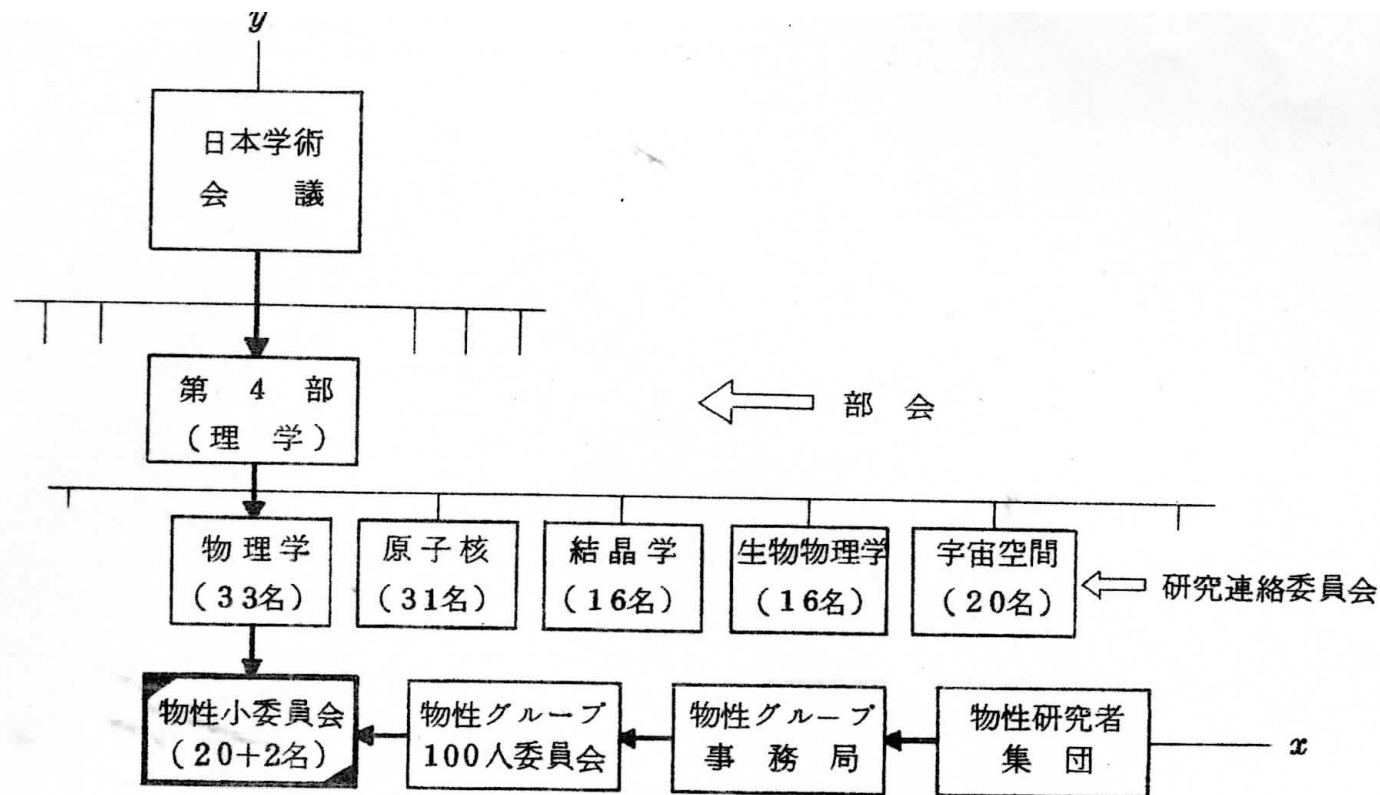 y
日本学術
会 議
第 4 部
(理 学)
部 会
物理学
(33名)
原子核
(31名)
結晶学
(16名)
生物物理学
(16名)
宇宙空間
(20名)
研究連絡委員会
物性小委員会
(20+2名)
物性グループ
100人委員会
物性グループ
事 務 局
物性研究者
集 団
x